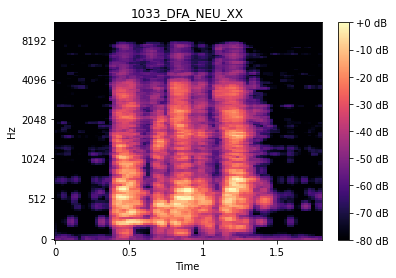 1033_DFA_NEU_XX
+0 dB
8192
-10 dB
4096
-20 dB
-30 dB
2048
-40 dB
Hz
1024
-50 dB
512
-60 dB
-70 dB
0
-80 dB
0
0.5
1
1.5
Time